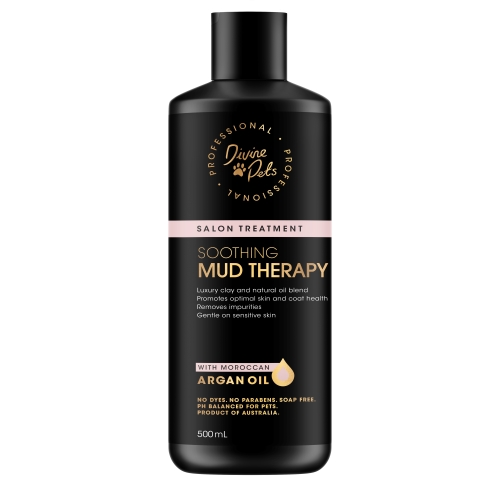 PROFESSIONAL • PROFESSIONAL •
Divine
Pets
SALON TREATMENT
SOOTHING
MUD THERAPY
Luxury clay and natural oil blend
Promotes optimal skin and coat health
Removes impurities
Gentle on sensitive skin
WITH MOROCCAN
ARGAN OIL
NO DYES. NO PARABENS. SOAP FREE.
PH BALANCED FOR PETS.
PRODUCT OF AUSTRALIA.
500mL